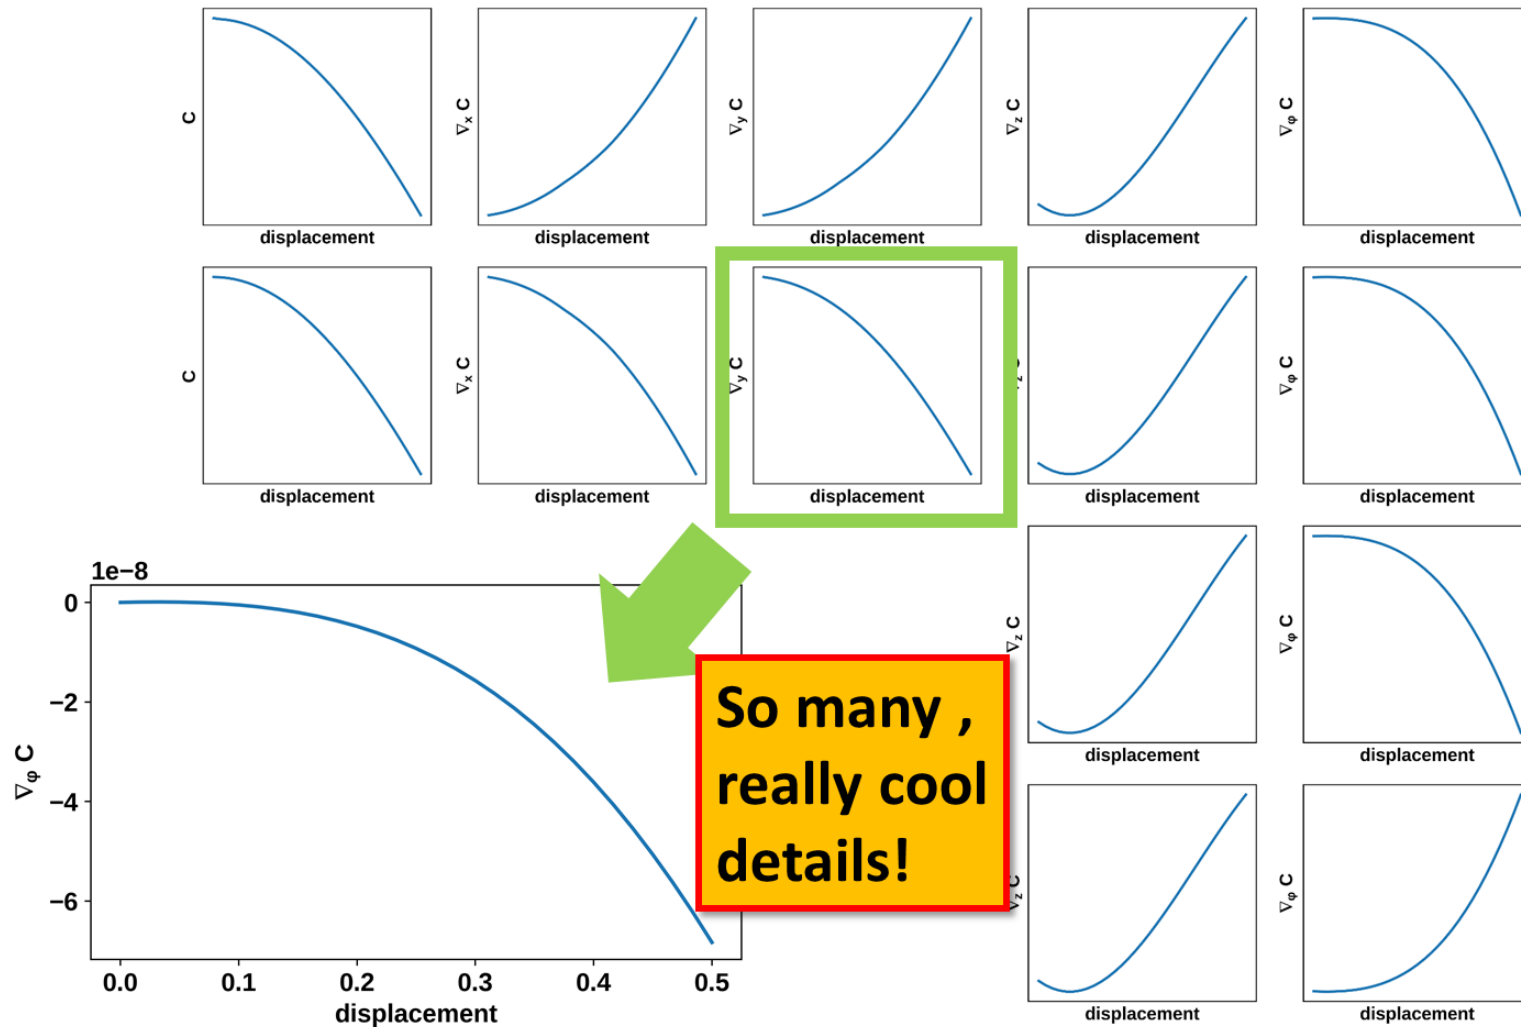 C
displacement
∇x C
displacement
∇y C
displacement
∇z C
displacement
∇φ C
displacement
C
displacement
∇x C
displacement
∇y C
displacement
displacement
∇φ C
displacement
1e−8
0
−2
−4
−6
∇φ C
0.0 0.1 0.2 0.3 0.4 0.5
displacement
So many ,
really cool
details!
∇z C
displacement
∇φ C
displacement
displacement
∇φ C
displacement